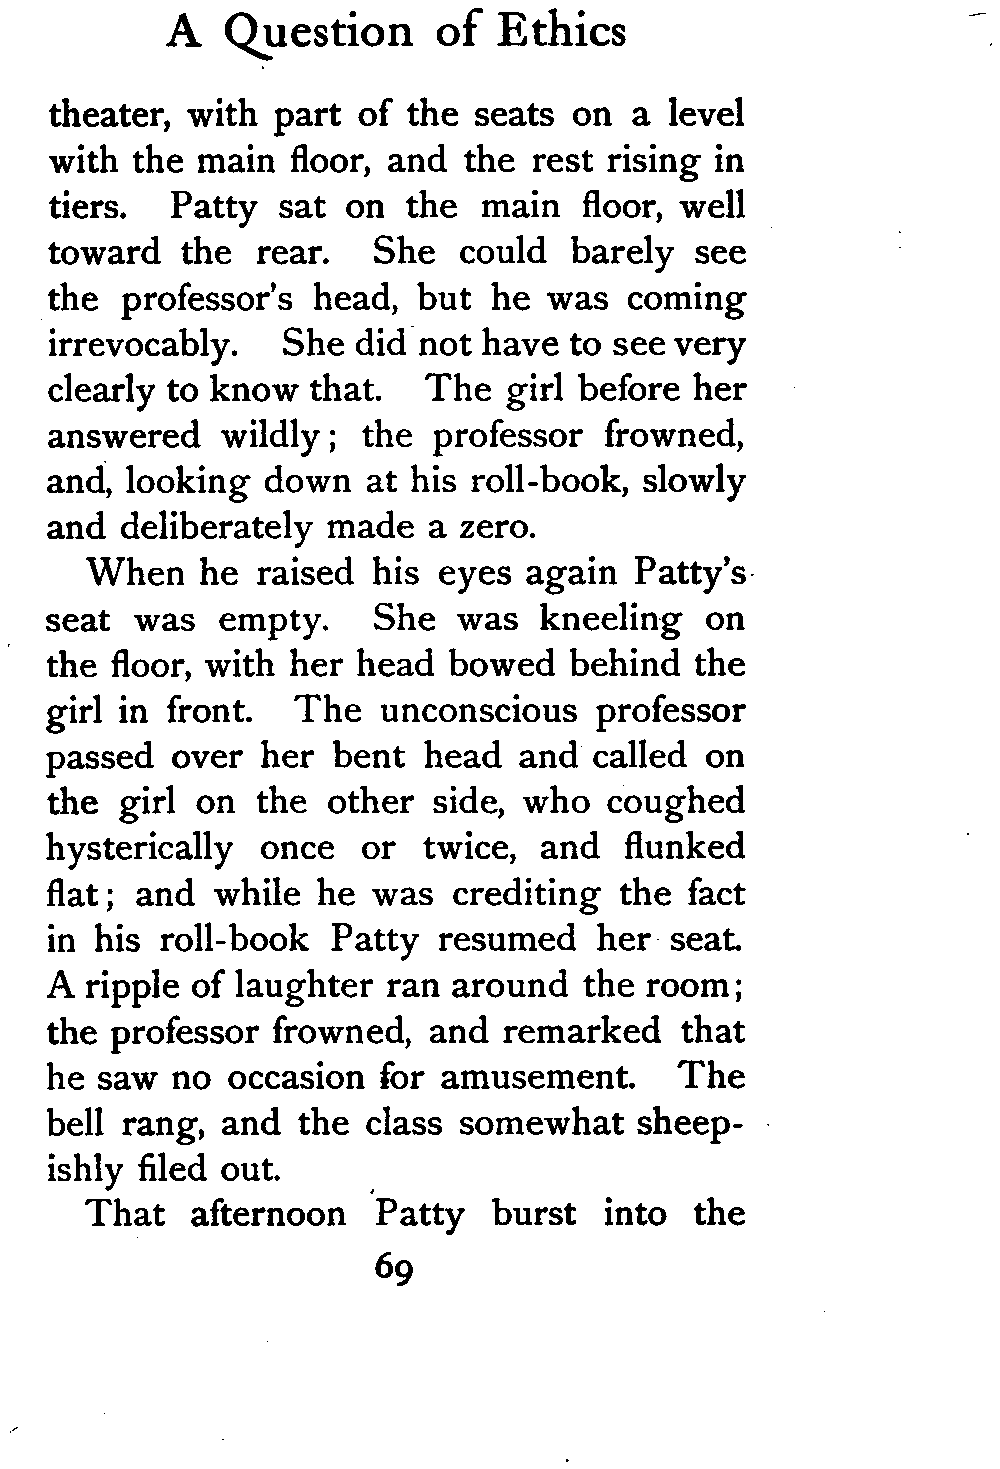 A Question of Ethics
theater, with part of the seats on a level
with the main floor, and the rest rising in
tiers. Patty sat on the main floor, well
toward the rear. She could barely see
the professor's head, but he was coming
irrevocably. She did not have to see very
clearly to know that. The girl before her
answered wildly; the professor frowned,
and, looking down at his roll-book, slowly
and deliberately made a zero.
When he raised his eyes again Patty's
seat was empty. She was kneeling on
the floor, with her head bowed behind the
girl in front. The unconscious professor
passed over her bent head and called on
the girl on the other side, who coughed
hysterically once or twice, and flunked
flat; and while he was crediting the fact
in his roll-book Patty resumed her seat.
A ripple of laughter ran around the room;
the professor frowned, and remarked that
he saw no occasion for amusement. The
bell rang, and the class somewhat sheep-
ishly filed out.
That afternoon Patty burst into the
69